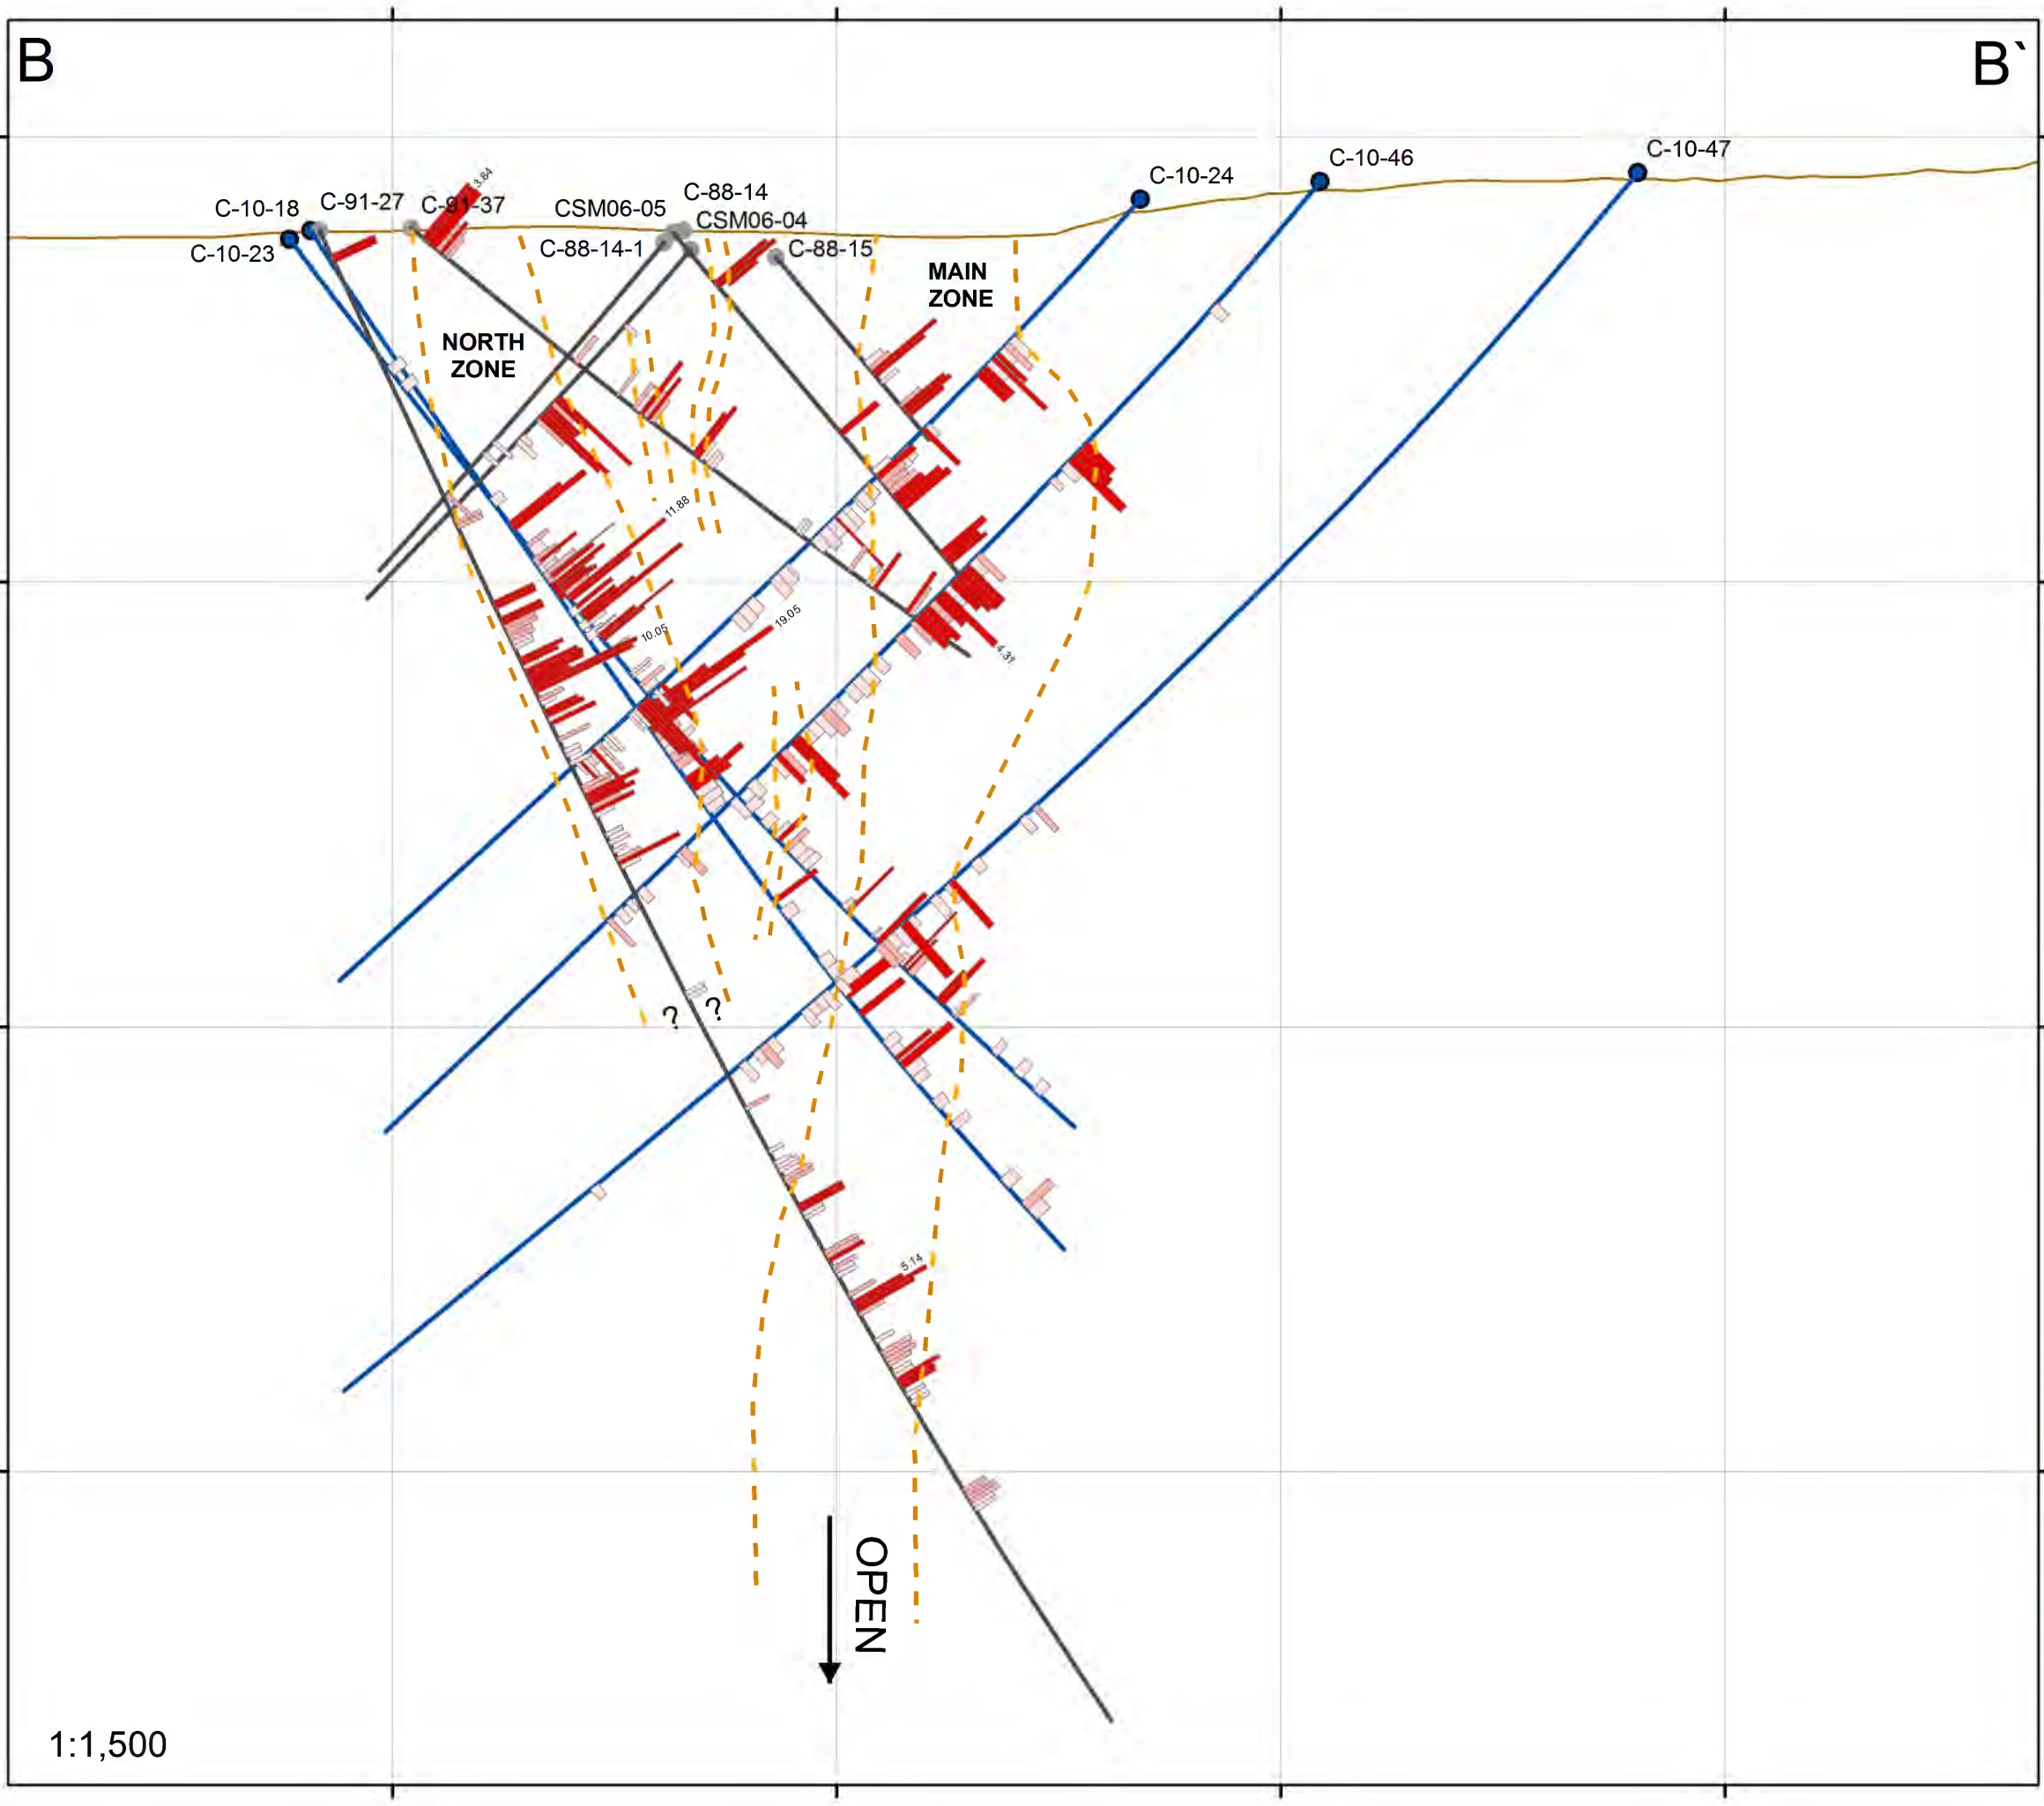 B
B`
C-10-47
C-10-46
C-10-24
3.84
C-88-14
C-91-27
C-91-37
C-10-18
CSM06-05
CSM06-04
C-10-23
C-88-14-1
C-88-15
MAIN
ZONE
NORTH
ZONE
11.88
19.05
10.05
4.31
?
?
5.14
OPEN
1:1,500